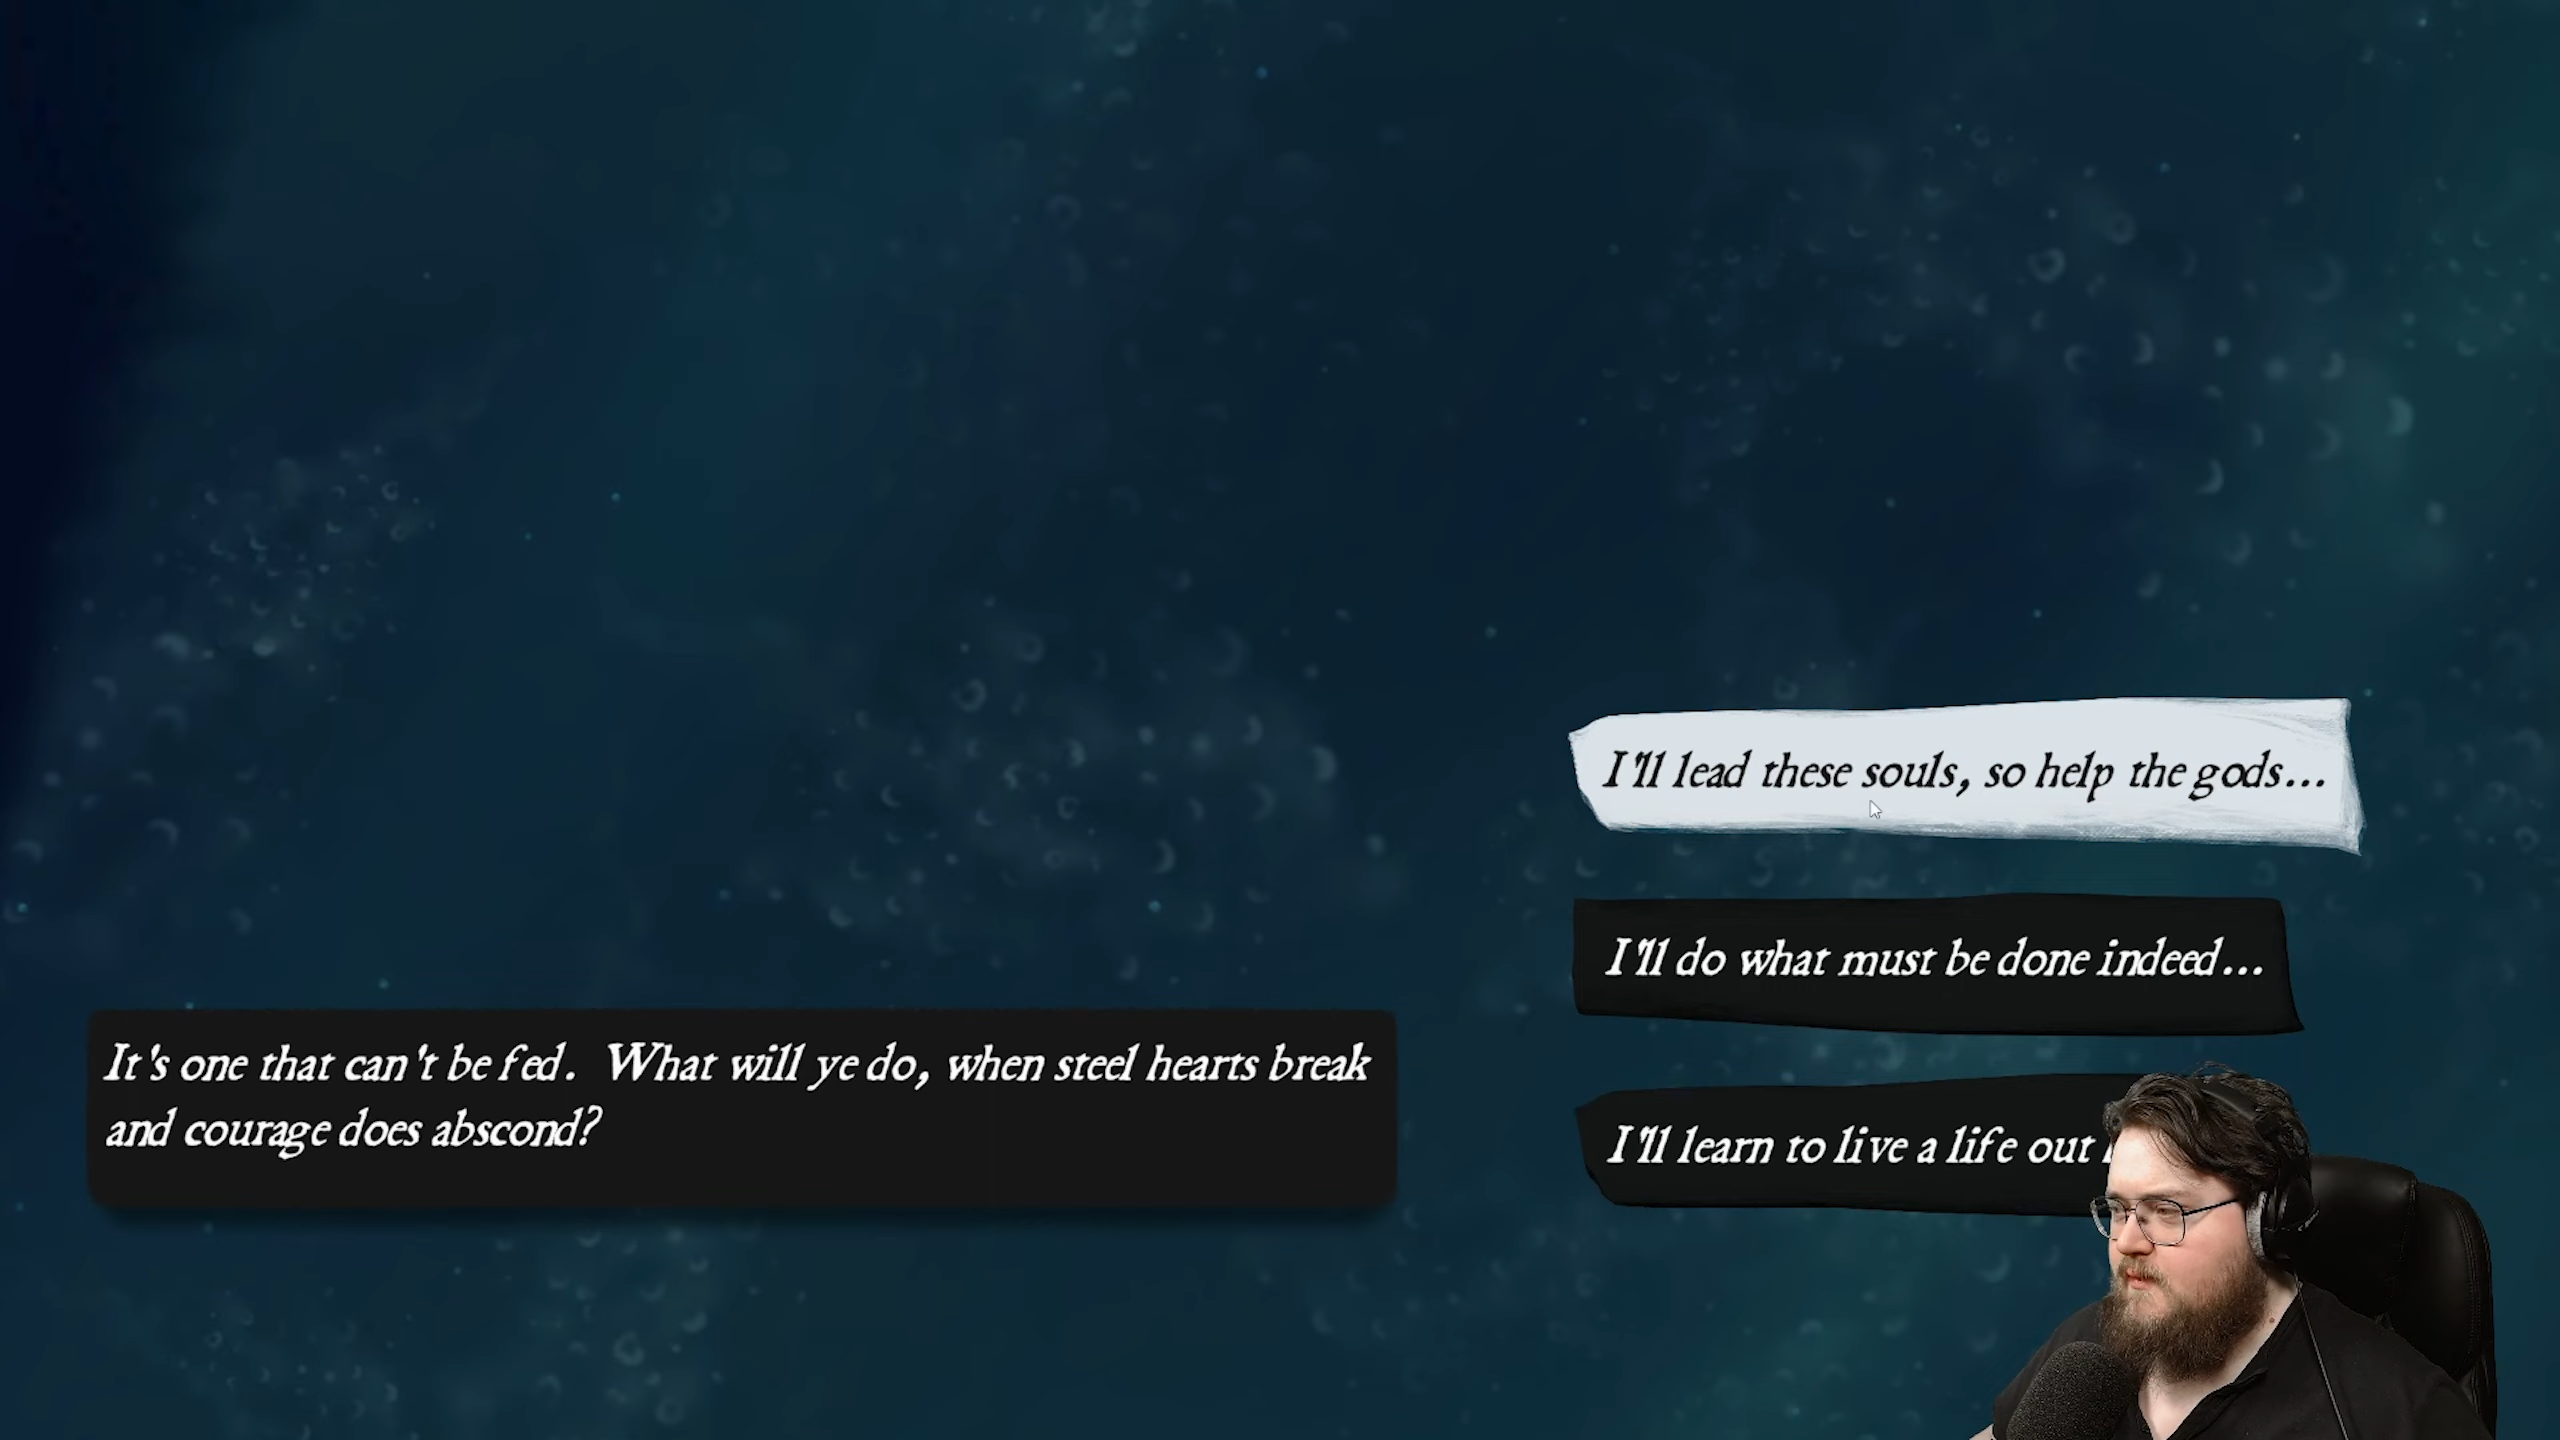 It's one that can't be fed. What will ye do, when steel hearts break
and courage does abscond?
I'll lead these souls, so help the gods...
I'll do what must be done indeed...
I'll learn to live a life out